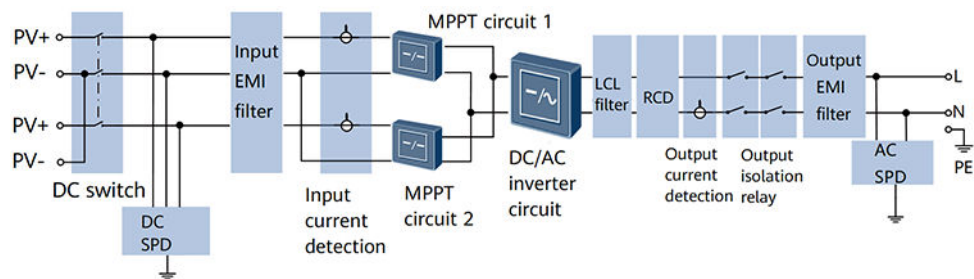 PV+
PV-
PV+
PV-
DC switch
DC
SPD
Input
EMI
filter
Input
current
detection
MPPT circuit 1
MPPT
circuit 2
DC/AC
inverter
circuit
LCL
filter
RCD
Output
current
detection
Output
isolation
relay
Output
EMI
filter
AC
SPD
L
N
PE